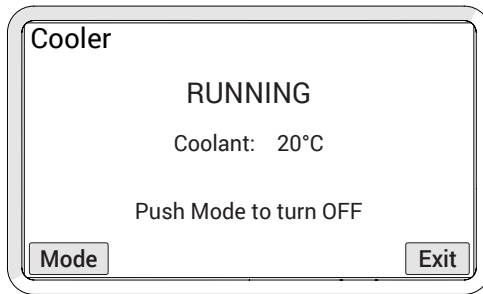 Cooler
RUNNING
Coolant: 20°C
Push Mode to turn OFF
Mode Exit